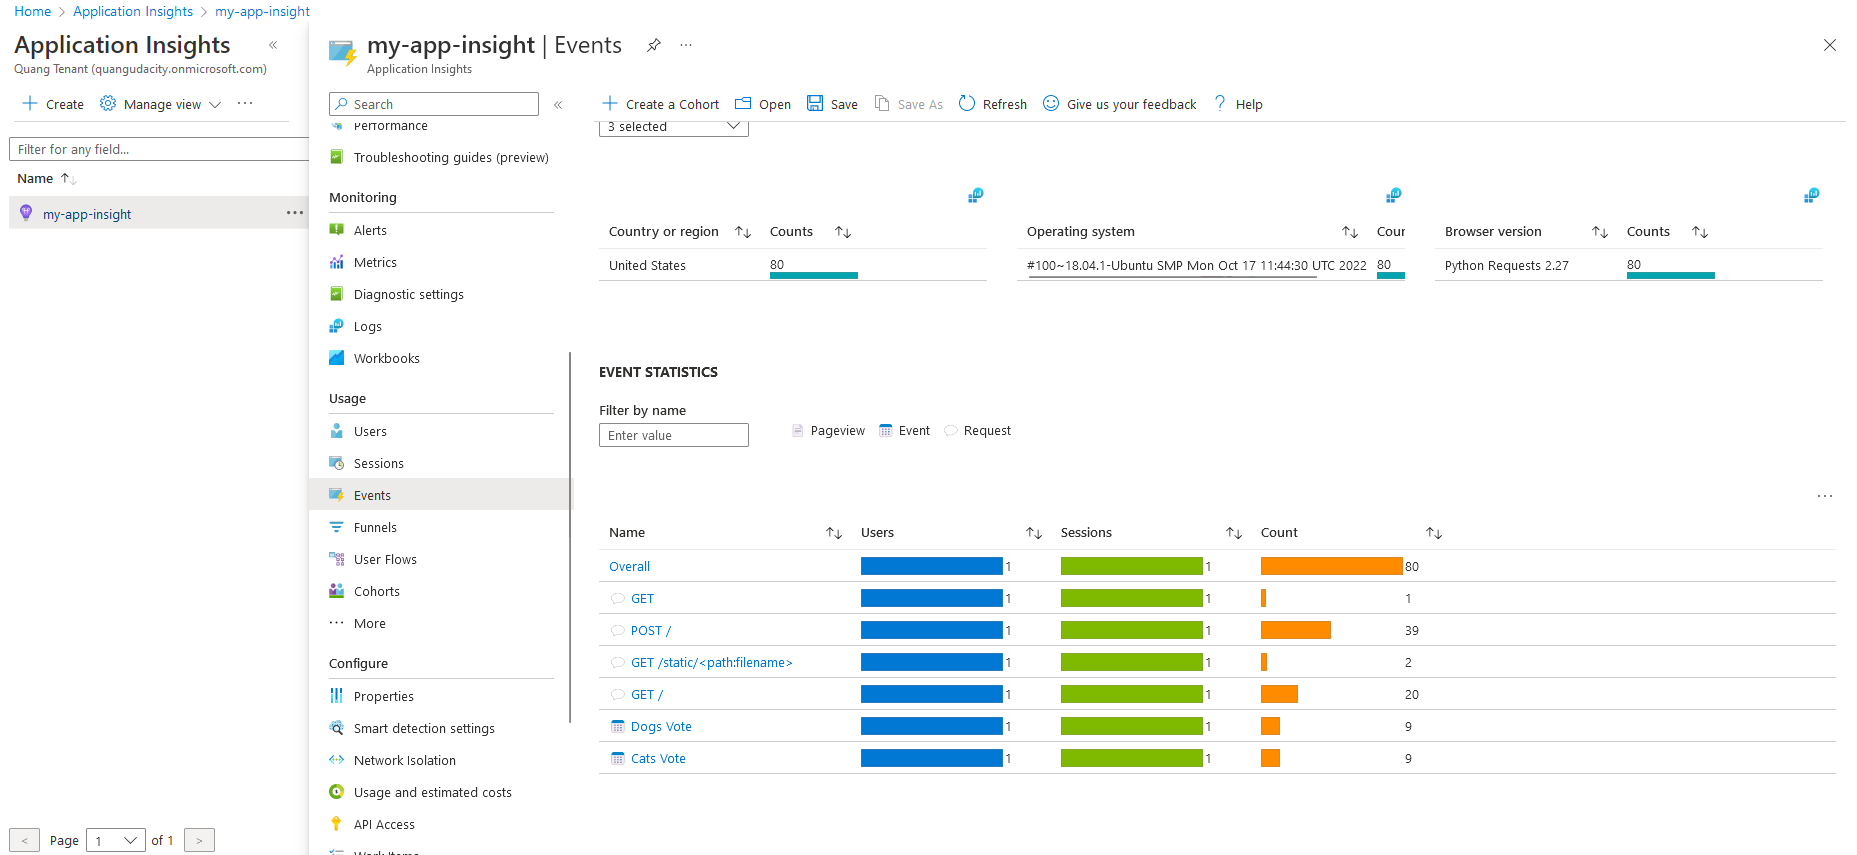 Home > Application Insights > my-app-insight
Application Insights «
Quang Tenant (quangudacity.onmicrosoft.com)
+ Create Manage view ···
Filter for any field...
Name ↑↓
my-app-insight ···
< Page 1 of 1 >
my-app-insight | Events ···
Application Insights
Search «
Performance
Troubleshooting guides (preview)
Monitoring
Alerts
Metrics
Diagnostic settings
Logs
Workbooks
Usage
Users
Sessions
Events
Funnels
User Flows
Cohorts
··· More
Configure
Properties
Smart detection settings
Network Isolation
Usage and estimated costs
API Access
Work Items
+ Create a Cohort Open Save Save As Refresh Give us your feedback ? Help
3 selected
Country or region ↑↓ Counts ↑↓
United States 80
Operating system ↑↓ Cour
#100~18.04.1-Ubuntu SMP Mon Oct 17 11:44:30 UTC 2022 80
Browser version ↑↓ Counts ↑↓
Python Requests 2.27 80
EVENT STATISTICS
Filter by name
Enter value
Pageview Event Request
···
Name ↑↓ Users ↑↓ Sessions ↑↓ Count ↑↓
Overall 1 1 80
GET 1 1 1
POST / 1 1 39
GET /static/<path:filename> 1 1 2
GET / 1 1 20
Dogs Vote 1 1 9
Cats Vote 1 1 9